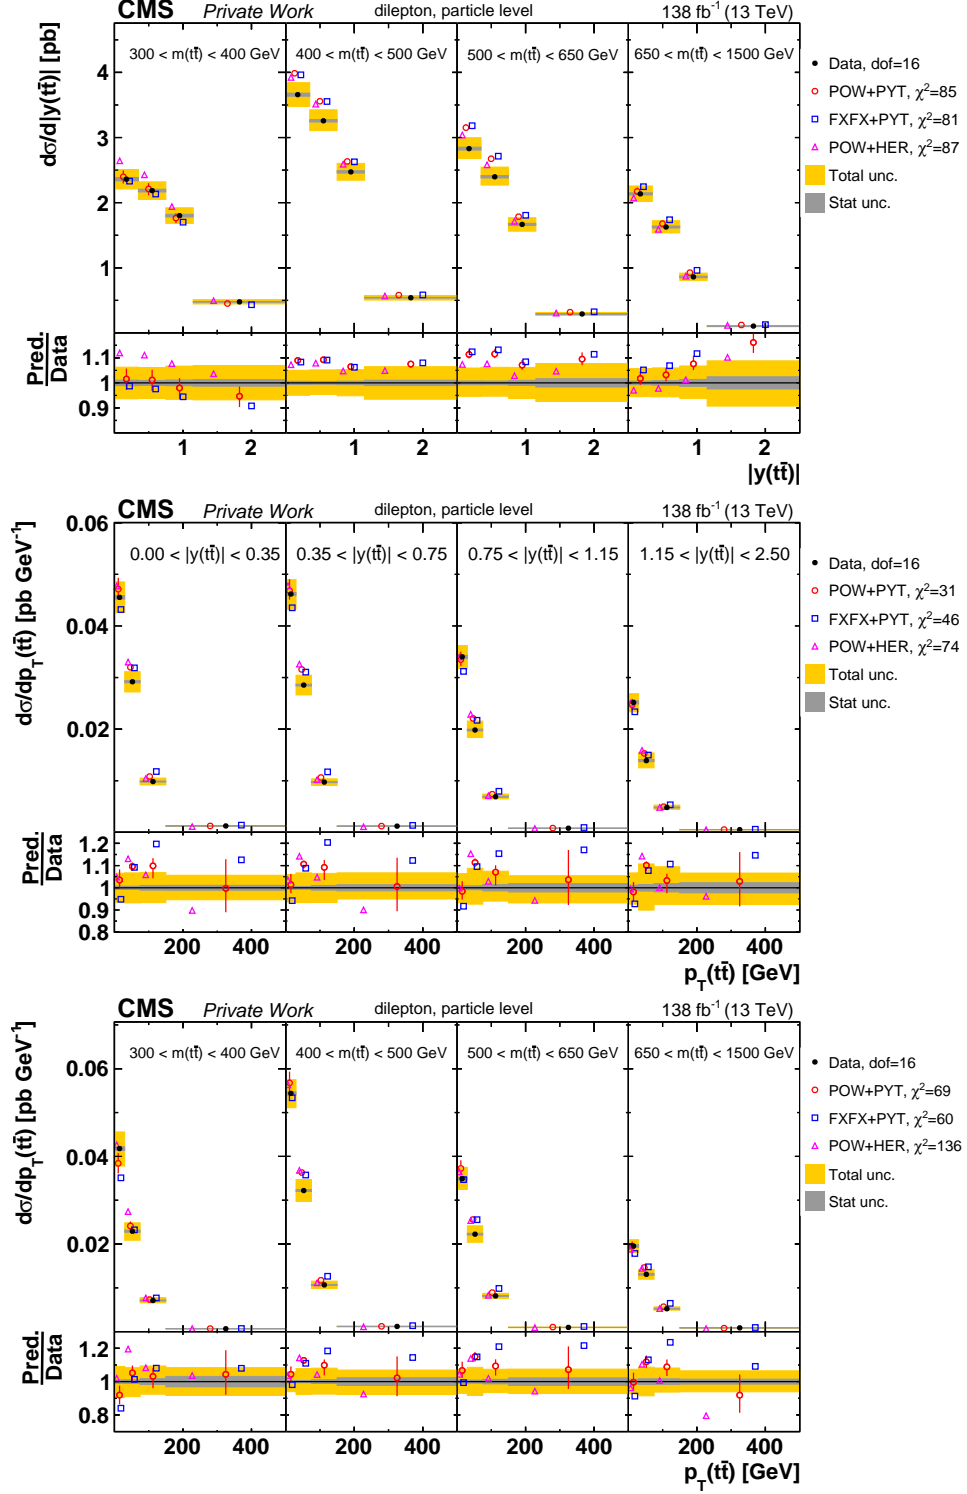 CMS Private Work dilepton, particle level 138 fb⁻¹ (13 TeV)
300 < m(tt̄) < 400 GeV 400 < m(tt̄) < 500 GeV 500 < m(tt̄) < 650 GeV 650 < m(tt̄) < 1500 GeV
dσ/d|y(tt̄)| [pb]
4
3
2
1
Data, dof=16
POW+PYT, χ²=85
FXFX+PYT, χ²=81
POW+HER, χ²=87
Total unc.
Stat unc.
Pred.
Data
1.1
1
0.9
1 2 1 2 1 2 1 2
|y(tt̄)|
CMS Private Work dilepton, particle level 138 fb⁻¹ (13 TeV)
0.00 < |y(tt̄)| < 0.35 0.35 < |y(tt̄)| < 0.75 0.75 < |y(tt̄)| < 1.15 1.15 < |y(tt̄)| < 2.50
dσ/dp_T(tt̄) [pb GeV⁻¹]
0.06
0.04
0.02
Data, dof=16
POW+PYT, χ²=31
FXFX+PYT, χ²=46
POW+HER, χ²=74
Total unc.
Stat unc.
Pred.
Data
1.2
1.1
1
0.9
0.8
200 400 200 400 200 400 200 400
p_T(tt̄) [GeV]
CMS Private Work dilepton, particle level 138 fb⁻¹ (13 TeV)
300 < m(tt̄) < 400 GeV 400 < m(tt̄) < 500 GeV 500 < m(tt̄) < 650 GeV 650 < m(tt̄) < 1500 GeV
dσ/dp_T(tt̄) [pb GeV⁻¹]
0.06
0.04
0.02
Data, dof=16
POW+PYT, χ²=69
FXFX+PYT, χ²=60
POW+HER, χ²=136
Total unc.
Stat unc.
Pred.
Data
1.2
1
0.8
200 400 200 400 200 400 200 400
p_T(tt̄) [GeV]